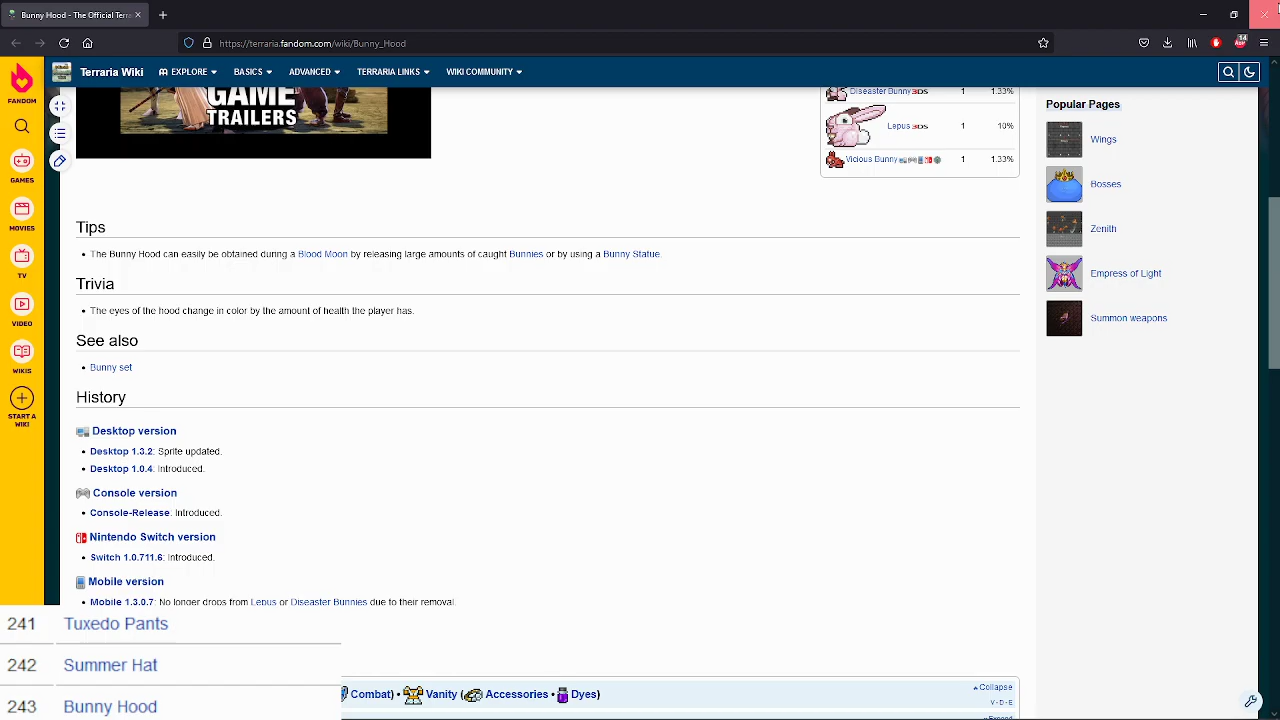 Bunny Hood - The Official Terra
https://terraria.fandom.com/wiki/Bunny_Hood
14
FANDOM
GAMES
MOVIES
TV
VIDEO
WIKIS
START A
WIKI
Terraria Wiki
EXPLORE
BASICS
ADVANCED
TERRARIA LINKS
WIKI COMMUNITY
GAME
TRAILERS
Diseaster Bunny 3DS 1 1.33%
Lepus 3DS 1 10%
Vicious Bunny 1 1.33%
Popular Pages
Wings
Bosses
Zenith
Empress of Light
Summon weapons
Tips
• The Bunny Hood can easily be obtained during a Blood Moon by releasing large amounts of caught Bunnies or by using a Bunny Statue.
Trivia
• The eyes of the hood change in color by the amount of health the player has.
See also
• Bunny set
History
Desktop version
• Desktop 1.3.2: Sprite updated.
• Desktop 1.0.4: Introduced.
Console version
• Console-Release: Introduced.
Nintendo Switch version
• Switch 1.0.711.6: Introduced.
Mobile version
• Mobile 1.3.0.7: No longer drops from Lepus or Diseaster Bunnies due to their removal.
241 Tuxedo Pants
242 Summer Hat
243 Bunny Hood
Combat) • Vanity ( Accessories • Dyes)
Collapse
V · D · E
Expand